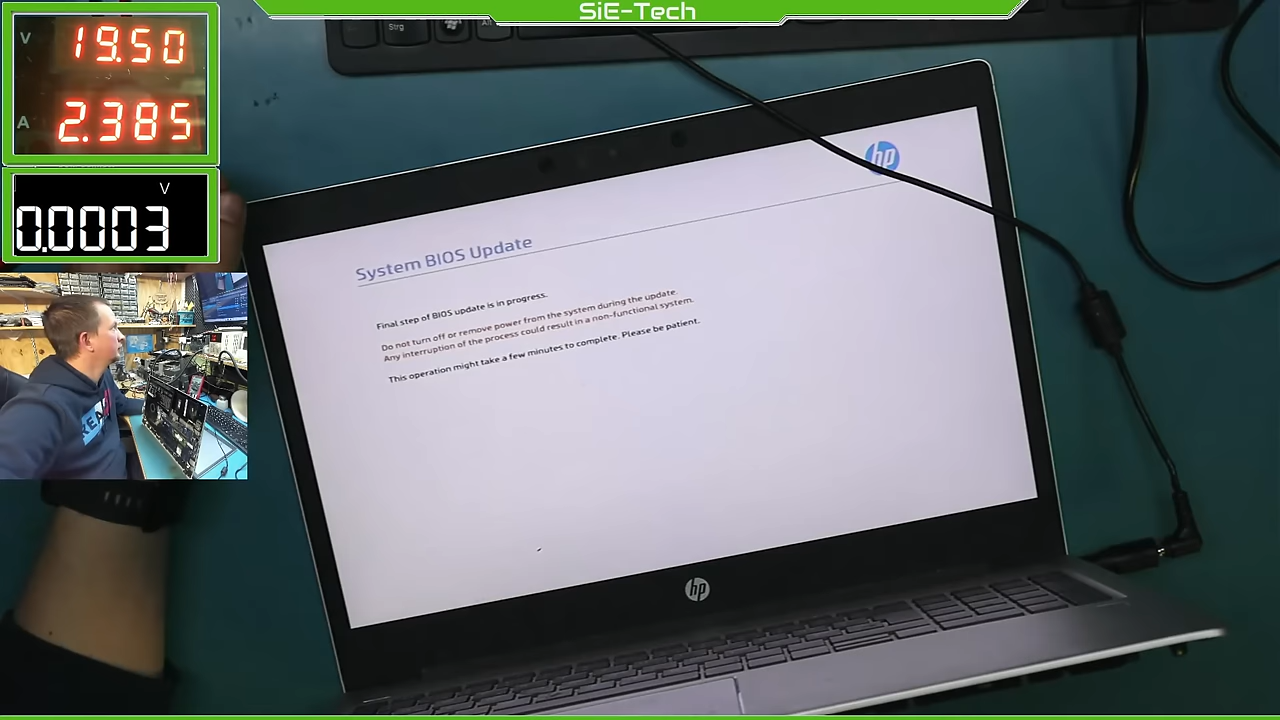 SiE-Tech
V 19.50
A 2.385
V
0.0003
Strg
Alt
hp
System BIOS Update
Final step of BIOS update is in progress.
Do not turn off or remove power from the system during the update.
Any interruption of the process could result in a non-functional system.
This operation might take a few minutes to complete. Please be patient.
hp